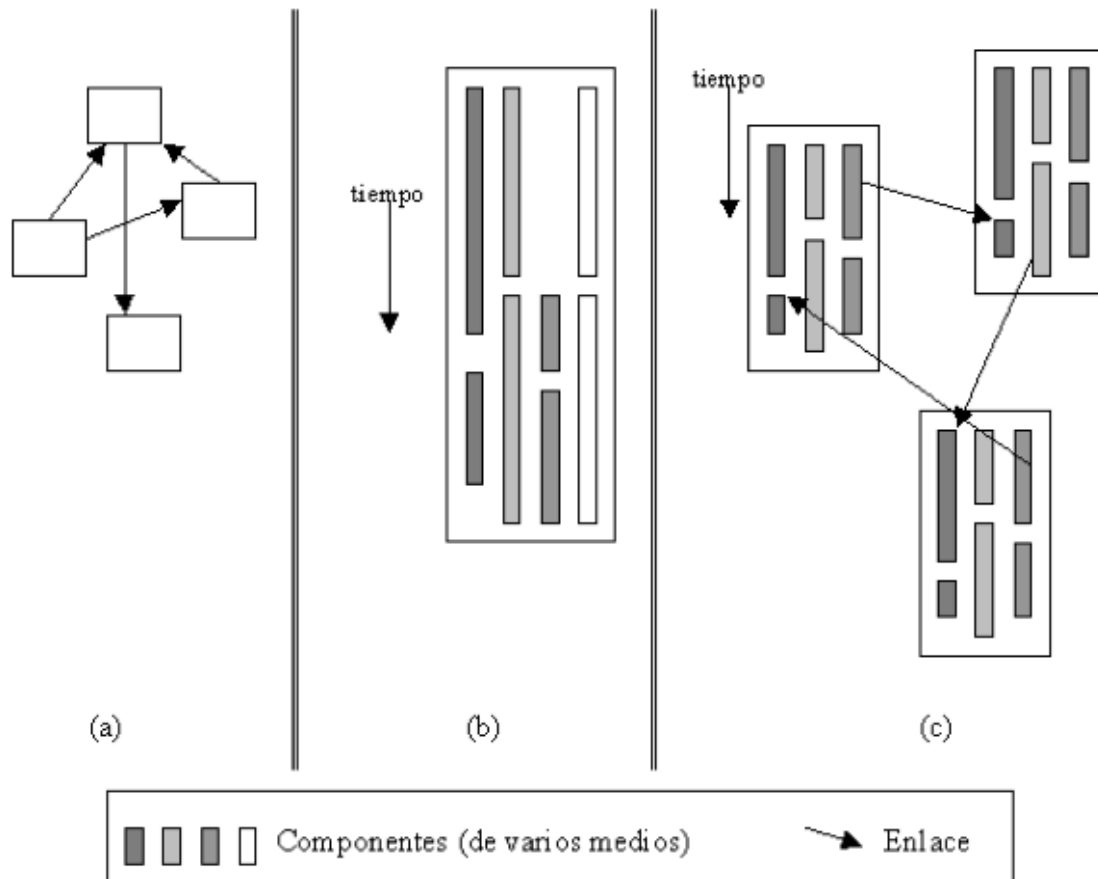 tiempo
tiempo
(a)
(b)
(c)
Componentes (de varios medios)
Enlace